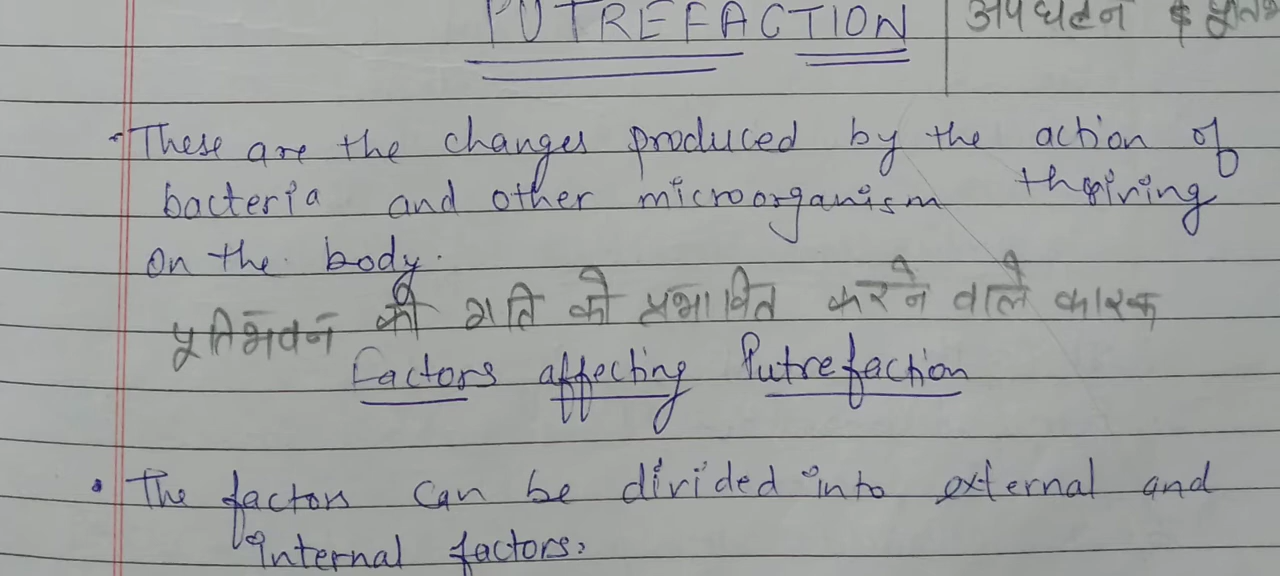 PUTREFACTION अपघटन
• These are the changes produced by the action of
bacteria and other microorganism thriving
on the body.
पूतिभवन की गति को प्रभावित करने वाले कारक
Factors affecting Putrefaction
• The factors can be divided into external and
internal factors.